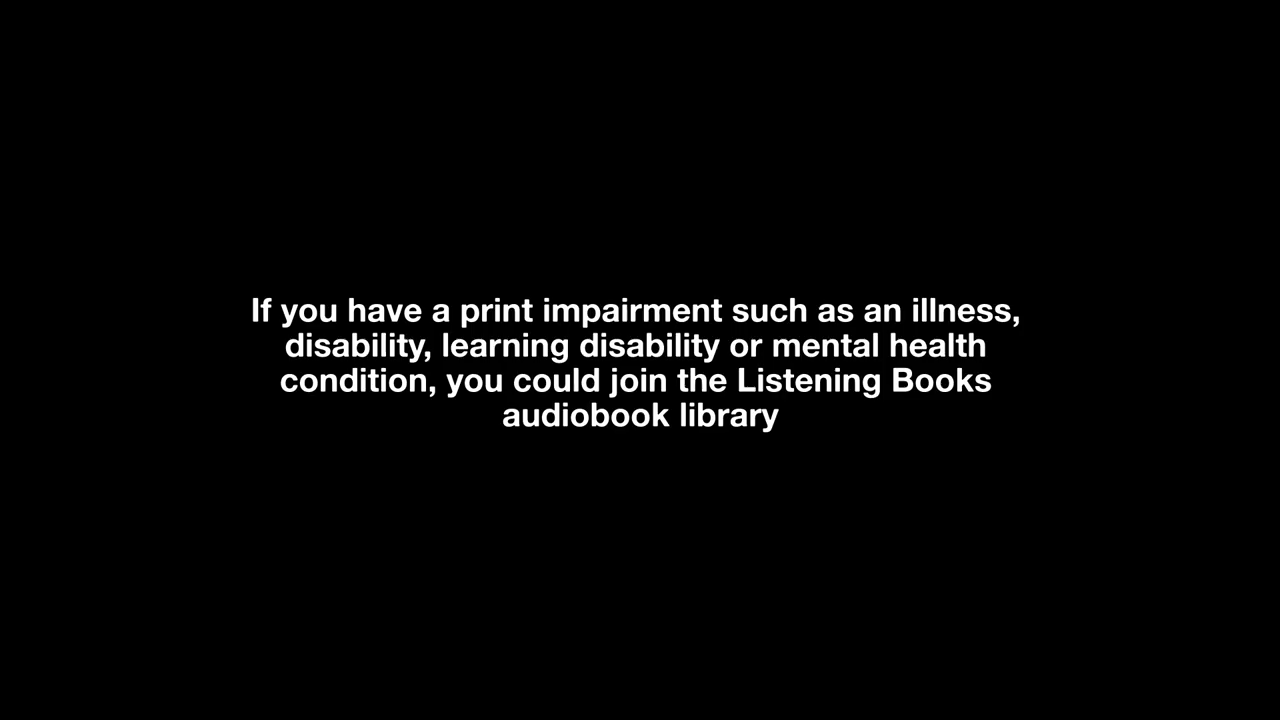 If you have a print impairment such as an illness,
disability, learning disability or mental health
condition, you could join the Listening Books
audiobook library